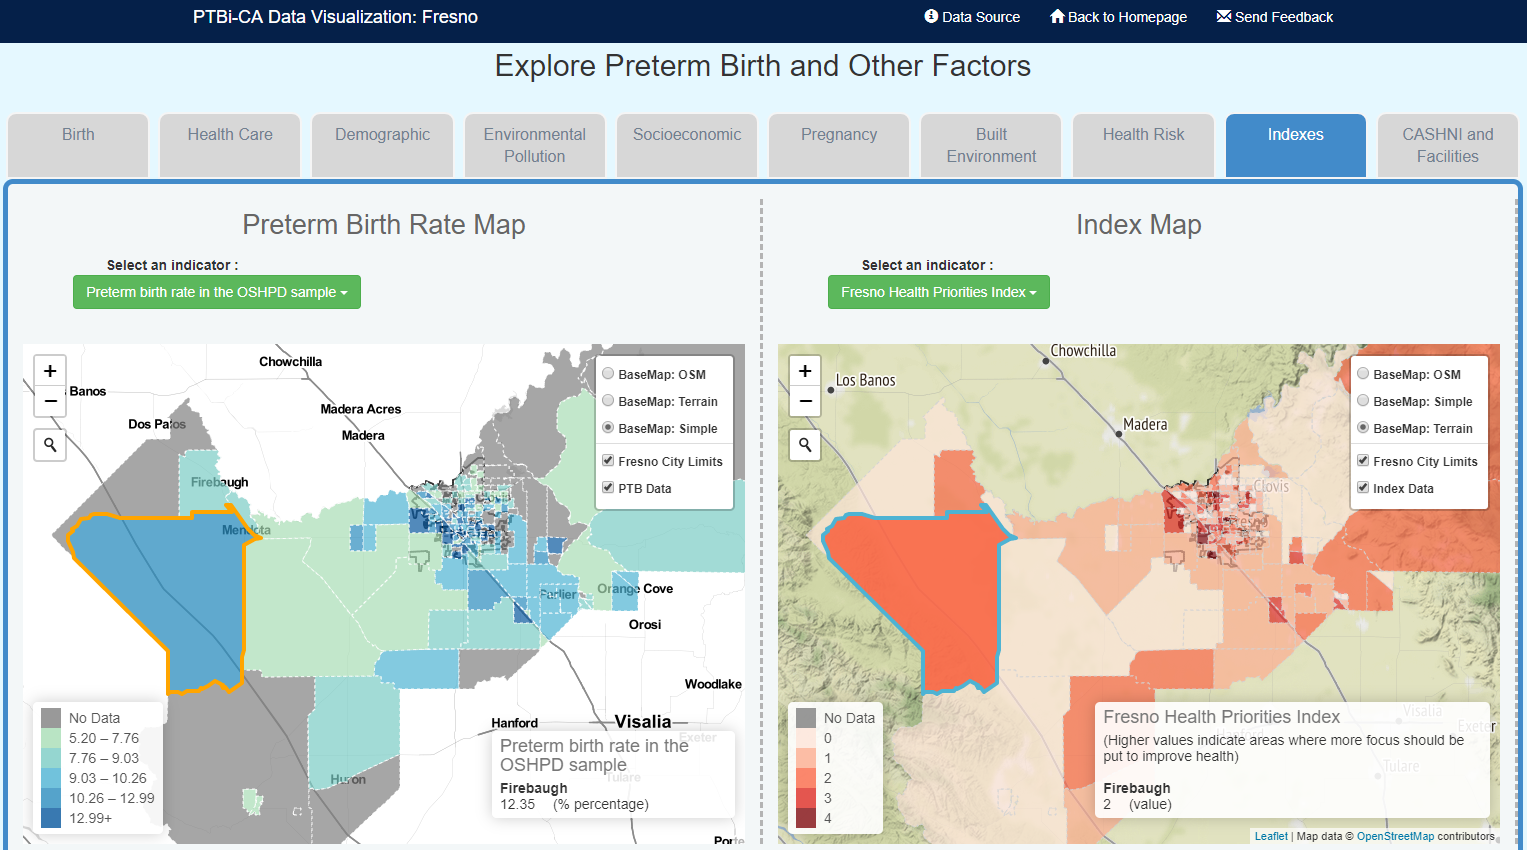 PTBi-CA Data Visualization: Fresno
Data Source
Back to Homepage
Send Feedback
Explore Preterm Birth and Other Factors
Birth
Health Care
Demographic
Environmental
Pollution
Socioeconomic
Pregnancy
Built
Environment
Health Risk
Indexes
CASHNI and
Facilities
Preterm Birth Rate Map
Select an indicator :
Preterm birth rate in the OSHPD sample
+
−
Banos
Chowchilla
Dos Palos
Madera Acres
Madera
Firebaugh
Mendota
Parlier
Orange Cove
Orosi
Woodlake
Hanford
Visalia
Exeter
Tulare
Huron
Porte
BaseMap: OSM
BaseMap: Terrain
BaseMap: Simple
Fresno City Limits
PTB Data
No Data
5.20 – 7.76
7.76 – 9.03
9.03 – 10.26
10.26 – 12.99
12.99+
Preterm birth rate in the
OSHPD sample
Firebaugh
12.35 (% percentage)
Index Map
Select an indicator :
Fresno Health Priorities Index
+
−
Los Banos
Chowchilla
Madera
Clovis
Fresno
Visalia
Hanford
Exeter
Tulare
BaseMap: OSM
BaseMap: Simple
BaseMap: Terrain
Fresno City Limits
Index Data
No Data
0
1
2
3
4
Fresno Health Priorities Index
(Higher values indicate areas where more focus should be
put to improve health)
Firebaugh
2 (value)
Leaflet | Map data © OpenStreetMap contributors